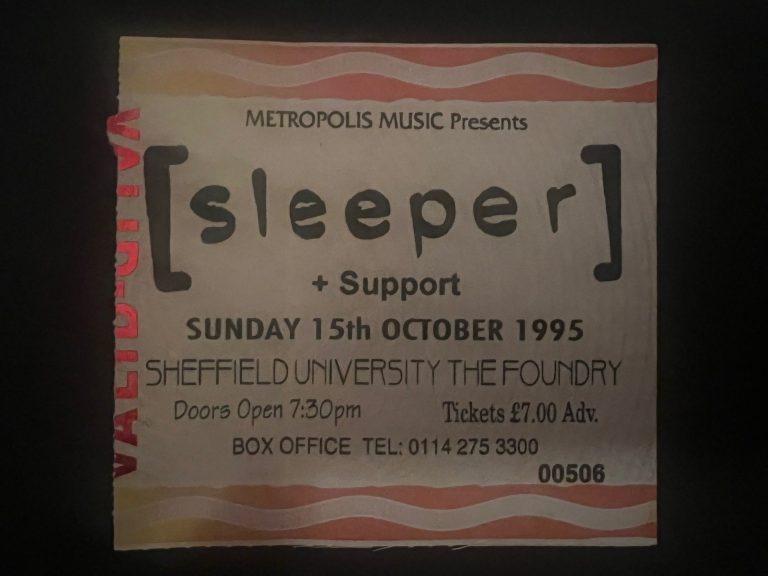 METROPOLIS MUSIC Presents
[sleeper]
+ Support
SUNDAY 15th OCTOBER 1995
SHEFFIELD UNIVERSITY THE FOUNDRY
Doors Open 7:30pm Tickets £7.00 Adv.
BOX OFFICE TEL: 0114 275 3300
00506